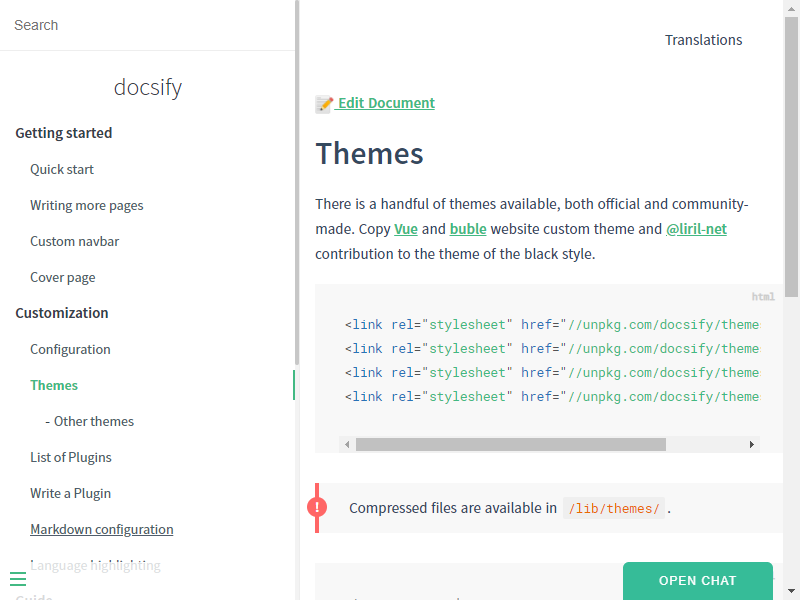 Search
docsify
Getting started
Quick start
Writing more pages
Custom navbar
Cover page
Customization
Configuration
Themes
- Other themes
List of Plugins
Write a Plugin
Markdown configuration
Language highlighting
Guide
Translations
Edit Document
Themes
There is a handful of themes available, both official and community-
made. Copy Vue and buble website custom theme and @liril-net
contribution to the theme of the black style.
html
<link rel="stylesheet" href="//unpkg.com/docsify/theme
<link rel="stylesheet" href="//unpkg.com/docsify/theme
<link rel="stylesheet" href="//unpkg.com/docsify/theme
<link rel="stylesheet" href="//unpkg.com/docsify/theme
!
Compressed files are available in /lib/themes/ .
OPEN CHAT